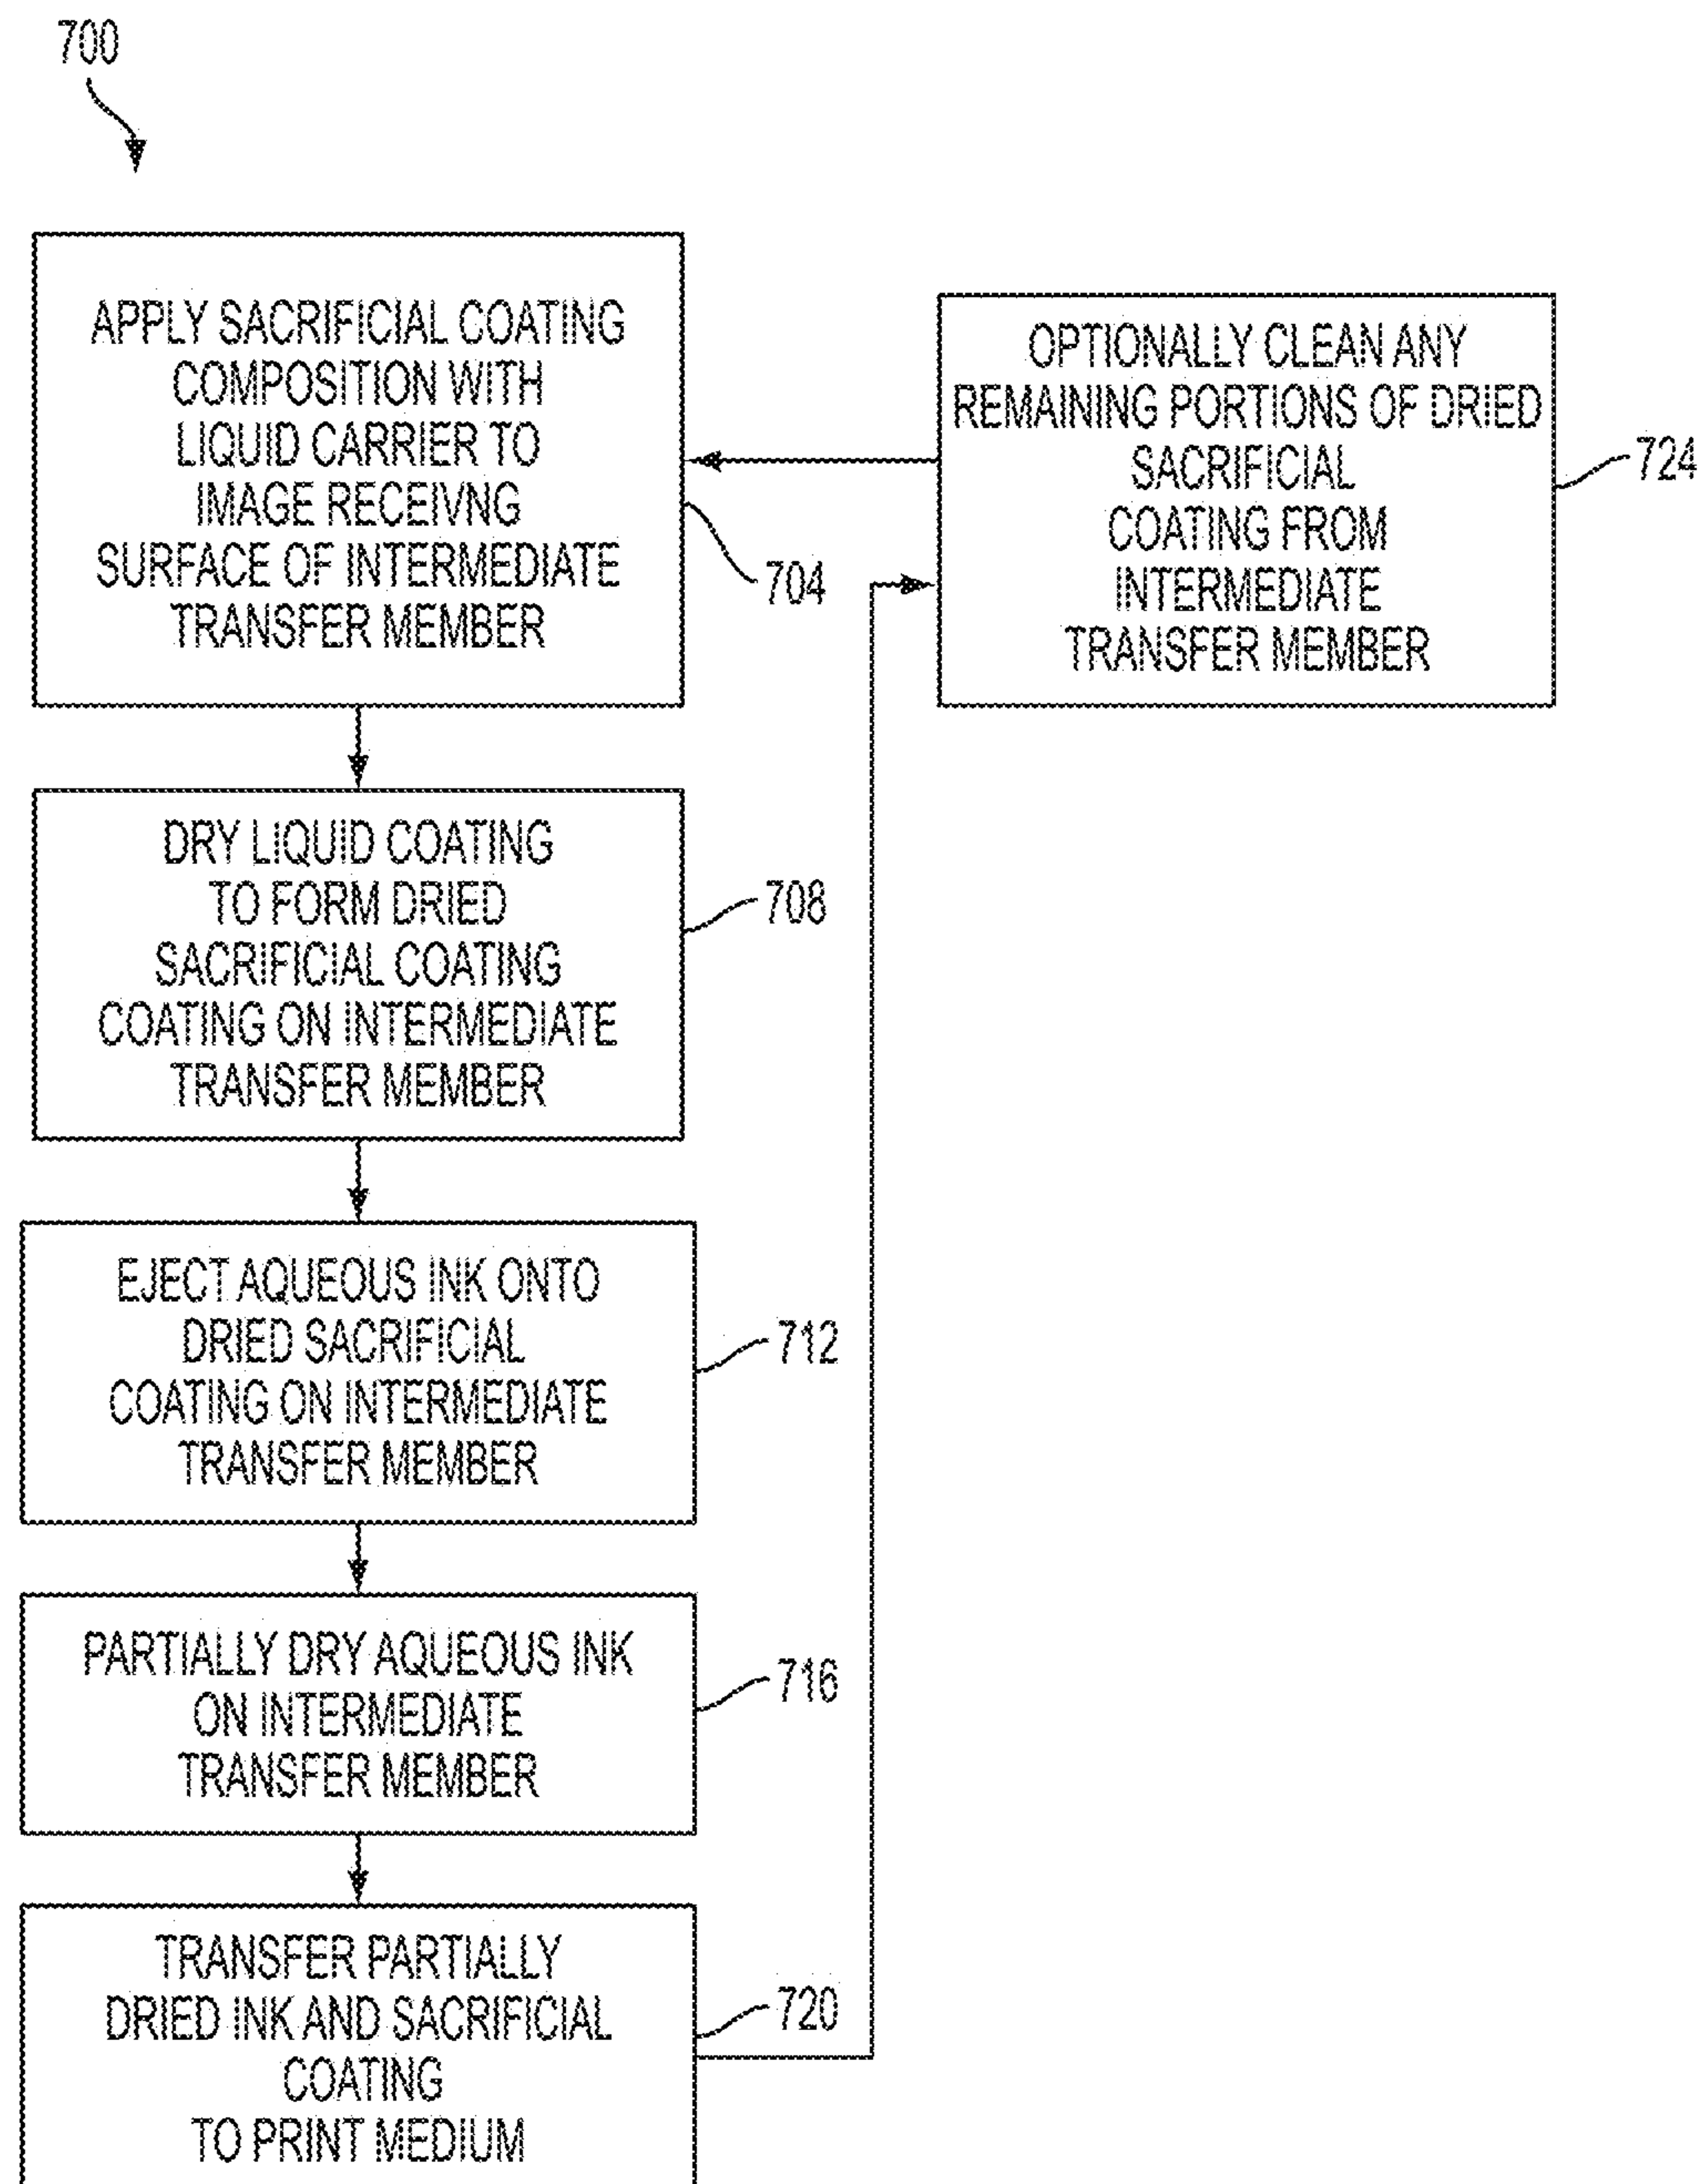 700
APPLY SACRIFICIAL COATING
COMPOSITION WITH
LIQUID CARRIER TO
IMAGE RECEIVNG
SURFACE OF INTERMEDIATE
TRANSFER MEMBER
704
OPTIONALLY CLEAN ANY
REMAINING PORTIONS OF DRIED
SACRIFICIAL
COATING FROM
INTERMEDIATE
TRANSFER MEMBER
724
DRY LIQUID COATING
TO FORM DRIED
SACRIFICIAL COATING
COATING ON INTERMEDIATE
TRANSFER MEMBER
708
EJECT AQUEOUS INK ONTO
DRIED SACRIFICIAL
COATING ON INTERMEDIATE
TRANSFER MEMBER
712
PARTIALLY DRY AQUEOUS INK
ON INTERMEDIATE
TRANSFER MEMBER
716
TRANSFER PARTIALLY
DRIED INK AND SACRIFICIAL
COATING
TO PRINT MEDIUM
720